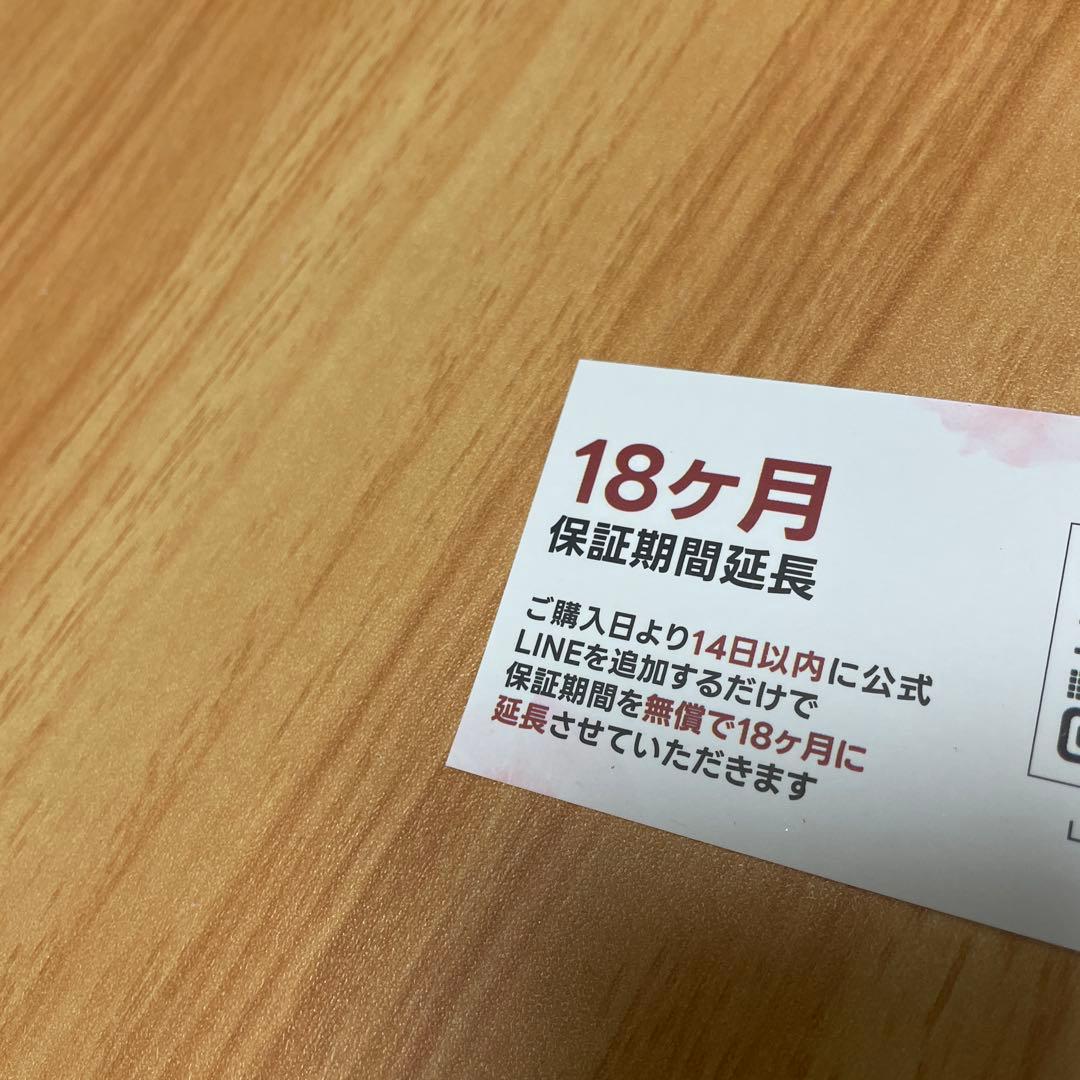 18ヶ月
保証期間延長
ご購入日より14日以内に公式
LINEを追加するだけで
保証期間を無償で18ヶ月に
延長させていただきます
L